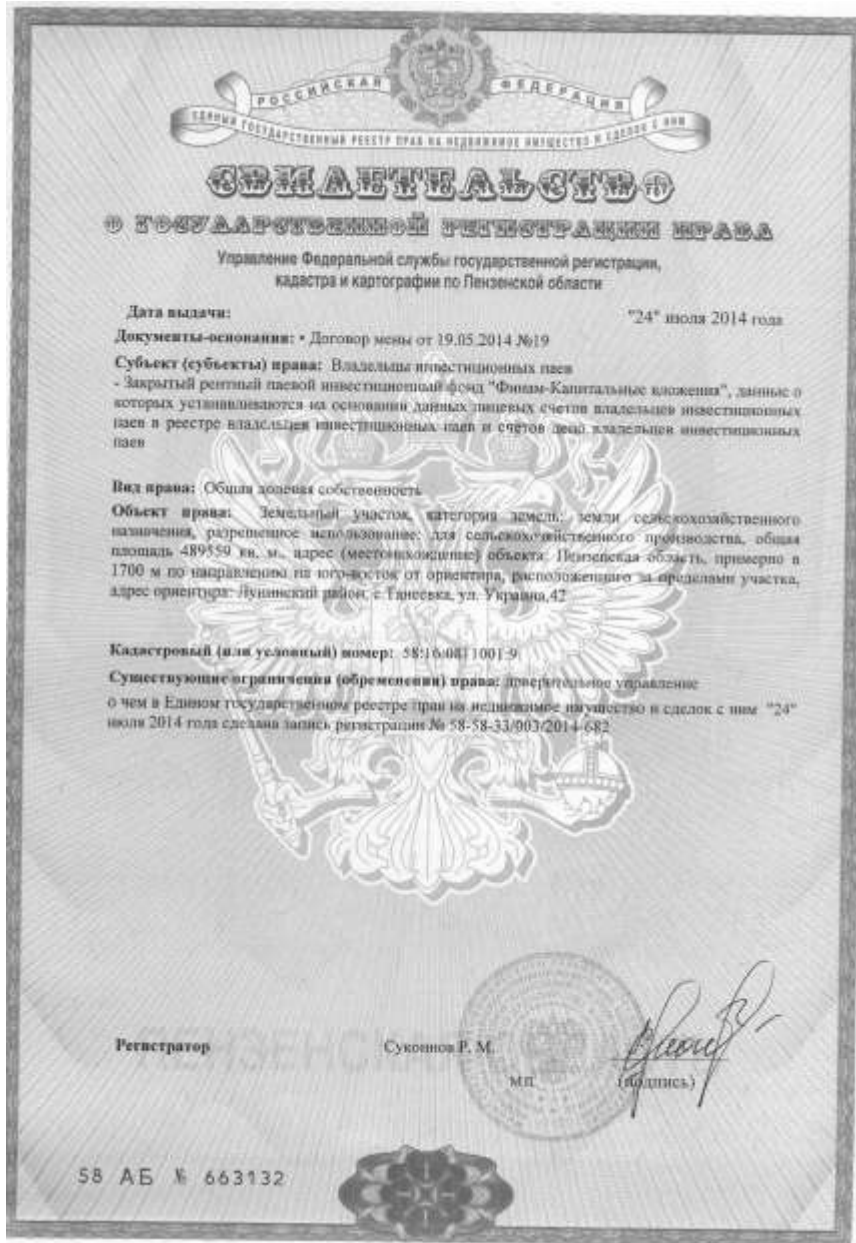 РОССИЙСКАЯ ФЕДЕРАЦИЯ
ЕДИНЫЙ ГОСУДАРСТВЕННЫЙ РЕЕСТР ПРАВ НА НЕДВИЖИМОЕ ИМУЩЕСТВО И СДЕЛОК С НИМ
СВИДЕТЕЛЬСТВО
О ГОСУДАРСТВЕННОЙ РЕГИСТРАЦИИ ПРАВА
Управление Федеральной службы государственной регистрации,
кадастра и картографии по Пензенской области
Дата выдачи: "24" июля 2014 года
Документы-основания: • Договор мены от 19.05.2014 №19
Субъект (субъекты) права: Владельцы инвестиционных паев
- Закрытый рентный паевой инвестиционный фонд "Финам-Капитальные вложения", данные о
которых устанавливаются на основании данных лицевых счетов владельцев инвестиционных
паев в реестре владельцев инвестиционных паев и счетов депо владельцев инвестиционных
паев
Вид права: Общая долевая собственность
Объект права: Земельный участок, категория земель: земли сельскохозяйственного
назначения, разрешенное использование: для сельскохозяйственного производства, общая
площадь 489559 кв. м., адрес (местонахождение) объекта: Пензенская область, примерно в
1700 м по направлению на юго-восток от ориентира, расположенного за пределами участка,
адрес ориентира: Лунинский район, с Танеевка, ул. Украина,42
Кадастровый (или условный) номер: 58:16:0811001:9
Существующие ограничения (обременения) права: доверительное управление
о чем в Едином государственном реестре прав на недвижимое имущество и сделок с ним "24"
июля 2014 года сделана запись регистрации № 58-58-33/003/2014-682
Регистратор Суконнов Р. М.
МП (подпись)
58 АБ № 663132